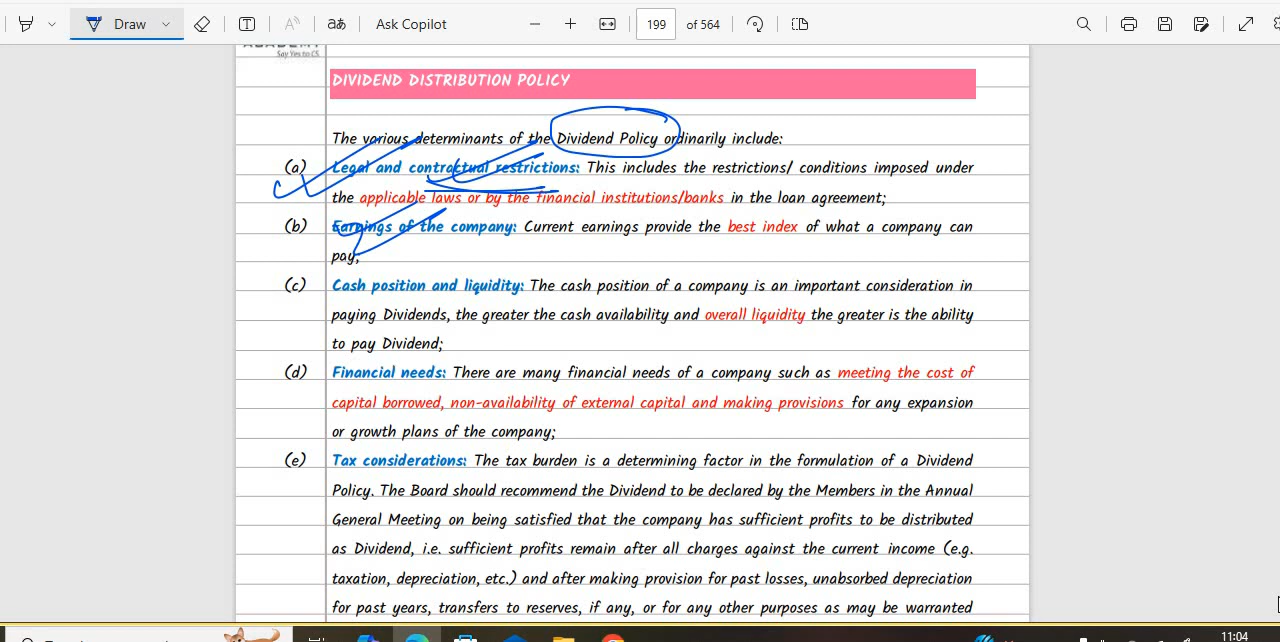 Draw
Ask Copilot
199 of 564
ACADEMY
Say Yes to CS
DIVIDEND DISTRIBUTION POLICY
The various determinants of the Dividend Policy ordinarily include:
(a) Legal and contractual restrictions: This includes the restrictions/ conditions imposed under
the applicable laws or by the financial institutions/banks in the loan agreement;
(b) Earnings of the company: Current earnings provide the best index of what a company can
pay;
(c) Cash position and liquidity: The cash position of a company is an important consideration in
paying Dividends, the greater the cash availability and overall liquidity the greater is the ability
to pay Dividend;
(d) Financial needs: There are many financial needs of a company such as meeting the cost of
capital borrowed, non-availability of external capital and making provisions for any expansion
or growth plans of the company;
(e) Tax considerations: The tax burden is a determining factor in the formulation of a Dividend
Policy. The Board should recommend the Dividend to be declared by the Members in the Annual
General Meeting on being satisfied that the company has sufficient profits to be distributed
as Dividend, i.e. sufficient profits remain after all charges against the current income (e.g.
taxation, depreciation, etc.) and after making provision for past losses, unabsorbed depreciation
for past years, transfers to reserves, if any, or for any other purposes as may be warranted
11:04